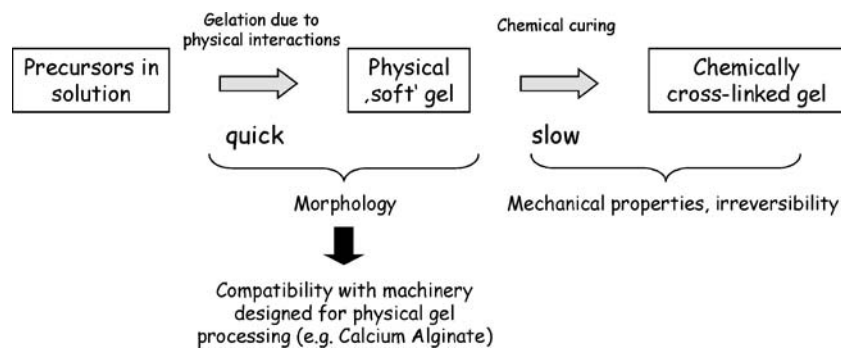 Gelation due to
physical interactions
Chemical curing
Precursors in
solution
Physical
‚soft' gel
Chemically
cross-linked gel
quick
slow
Morphology
Mechanical properties, irreversibility
Compatibility with machinery
designed for physical gel
processing (e.g. Calcium Alginate)